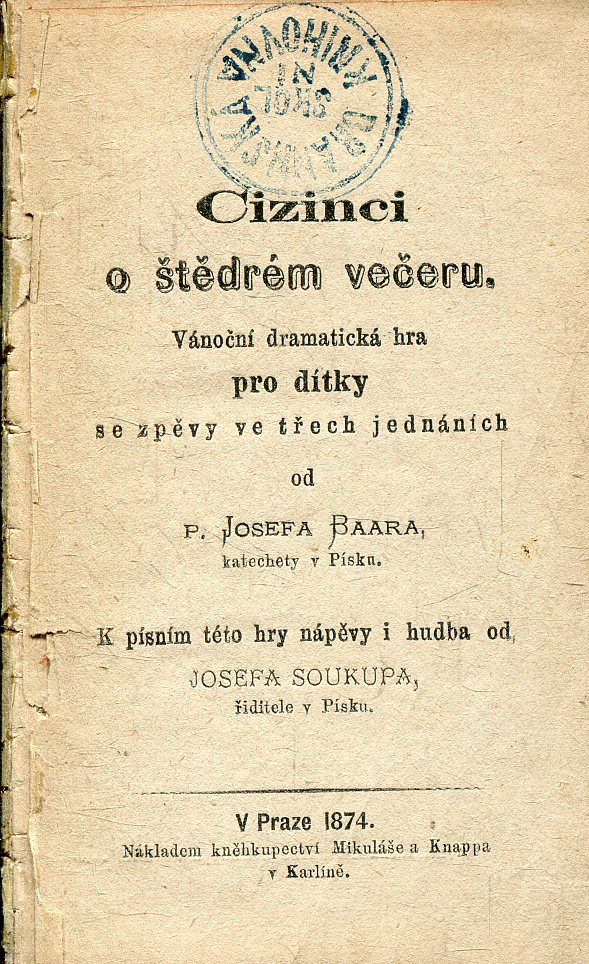 KNIHOVNA
Cizinci
o štědrém večeru.
Vánoční dramatická hra
pro dítky
se zpěvy ve třech jednáních
od
P. JOSEFA BAARA,
katechety v Písku.
K písním této hry nápěvy i hudba od
JOSEFA SOUKUPA,
řiditele v Písku.
V Praze 1874.
Nákladem kněhkupectví Mikuláše a Knappa
v Karlíně.